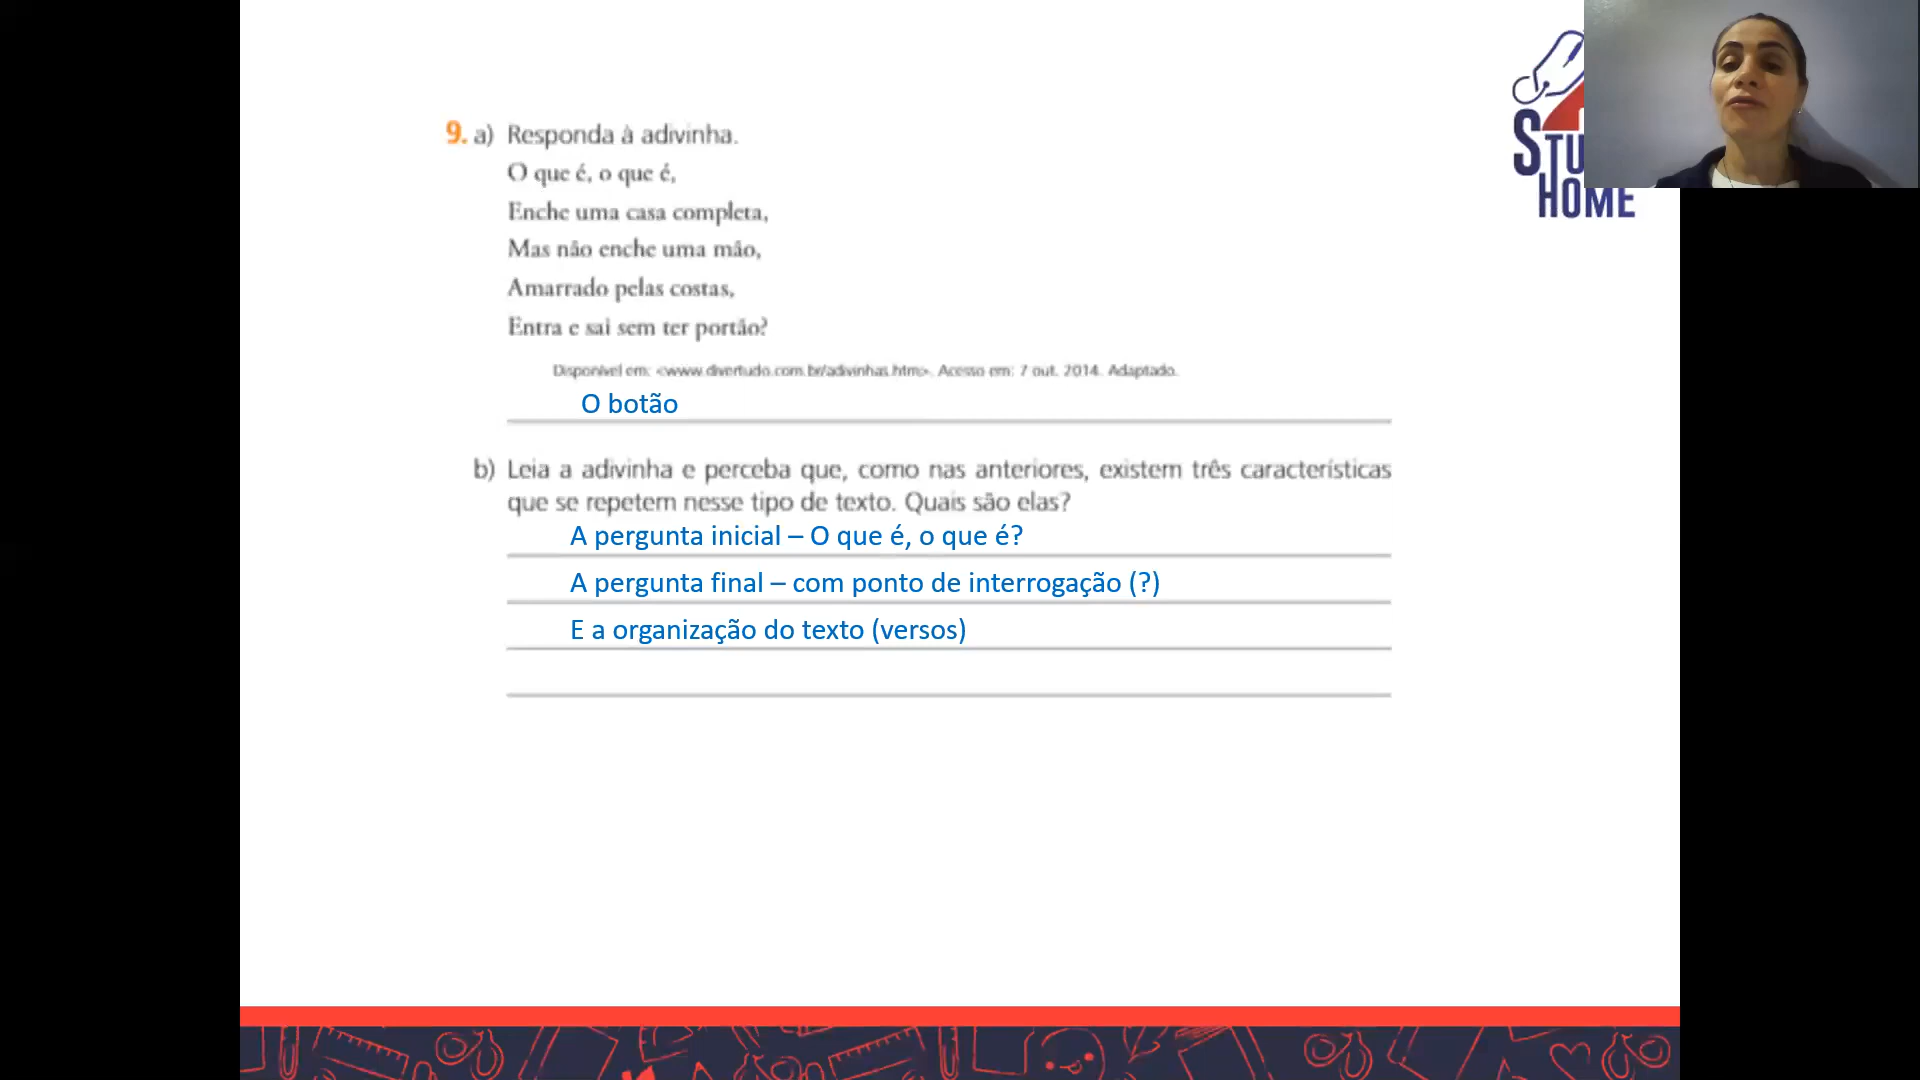 9. a) Responda à adivinha.
O que é, o que é,
Enche uma casa completa,
Mas não enche uma mão,
Amarrado pelas costas,
Entra e sai sem ter portão?
Disponível em: <www.divertudo.com.br/adivinhas.htm>. Acesso em: 7 out. 2014. Adaptado.
O botão
b) Leia a adivinha e perceba que, como nas anteriores, existem três características
que se repetem nesse tipo de texto. Quais são elas?
A pergunta inicial – O que é, o que é?
A pergunta final – com ponto de interrogação (?)
E a organização do texto (versos)
STU
HOME